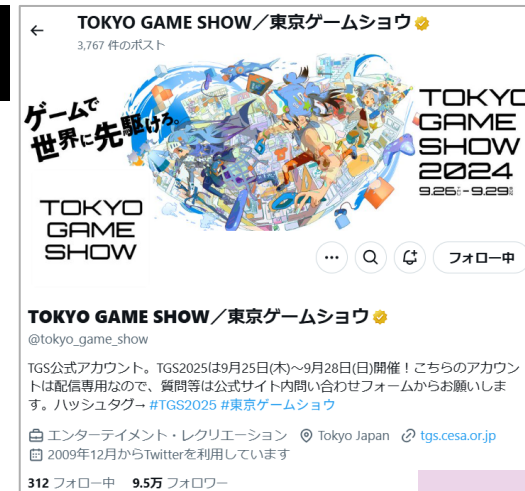 TOKYO GAME SHOW／東京ゲームショウ
3,767 件のポスト
ゲームで
世界に先駆けろ。
TOKYO
GAME
SHOW
2024
9.26木-9.29日
TOKYO
GAME
SHOW
フォロー中
TOKYO GAME SHOW／東京ゲームショウ
@tokyo_game_show
TGS公式アカウント。TGS2025は9月25日(木)～9月28日(日)開催！こちらのアカウン
トは配信専用なので、質問等は公式サイト内問い合わせフォームからお願いしま
す。ハッシュタグ→ #TGS2025 #東京ゲームショウ
エンターテイメント・レクリエーション Tokyo Japan tgs.cesa.or.jp
2009年12月からTwitterを利用しています
312 フォロー中 9.5万 フォロワー